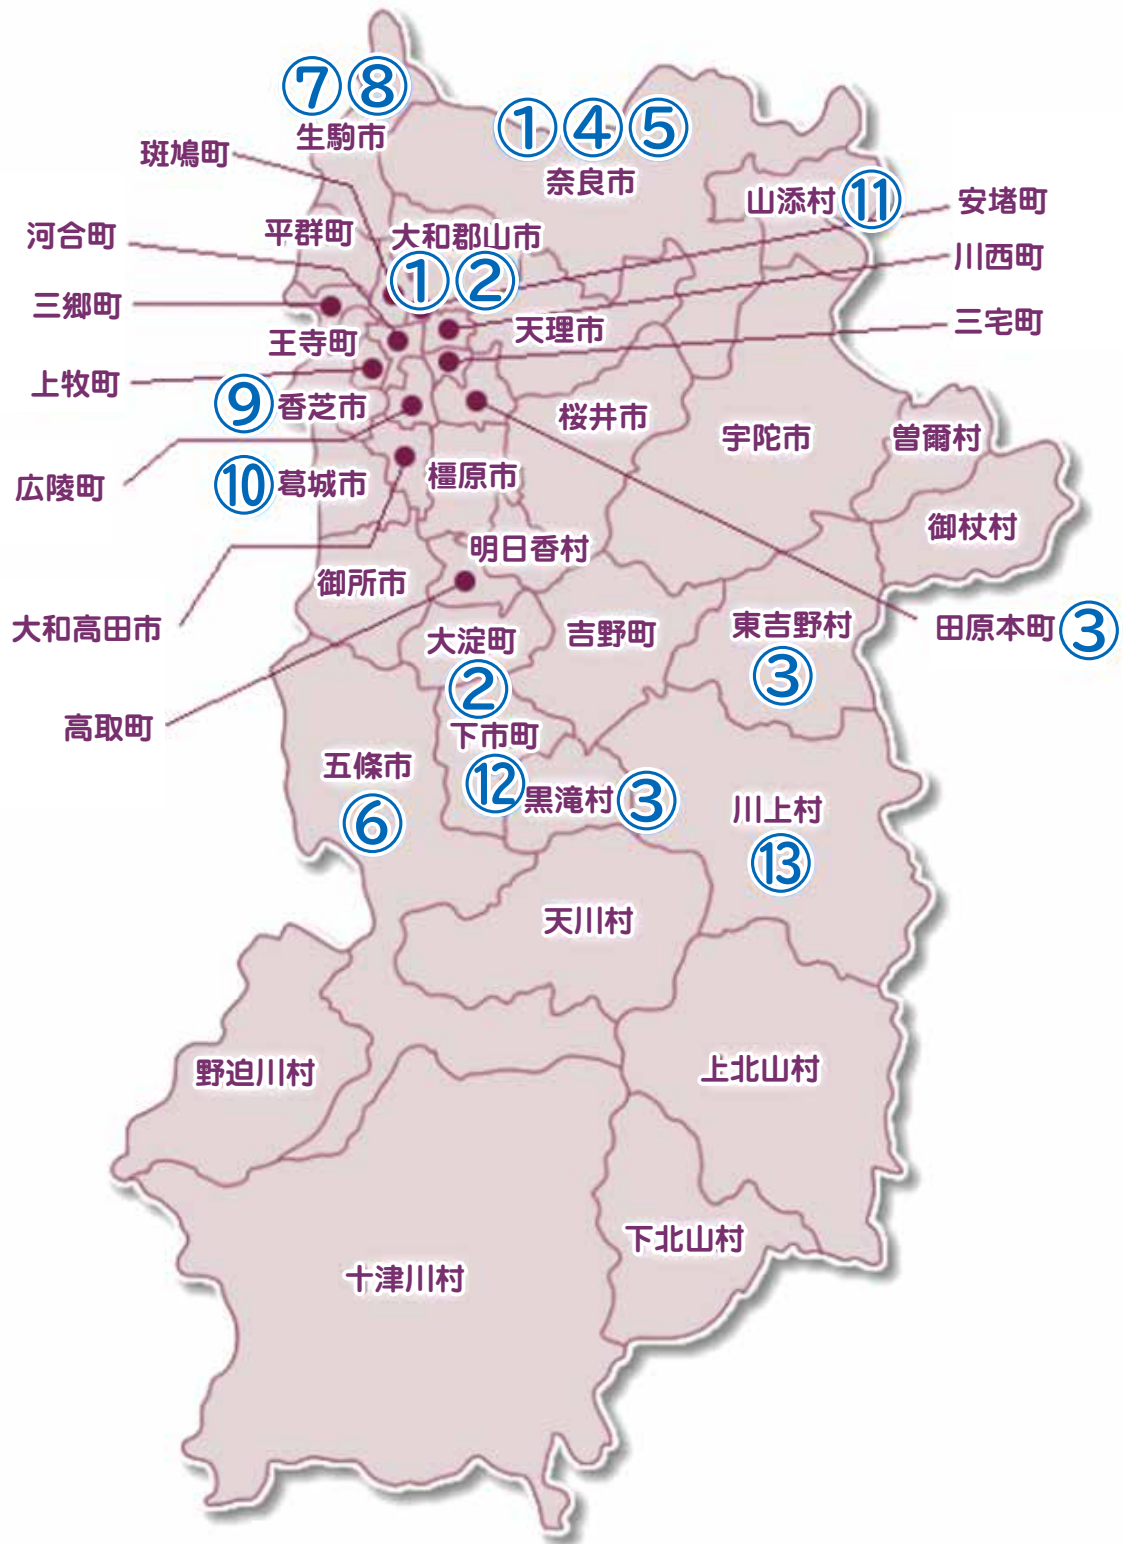 ⑦⑧
生駒市
①④⑤
奈良市
斑鳩町
山添村⑪
安堵町
河合町
平群町
大和郡山市
①②
川西町
三郷町
王寺町
天理市
三宅町
上牧町
⑨香芝市
桜井市
宇陀市
曽爾村
広陵町
⑩葛城市
橿原市
御杖村
明日香村
御所市
大和高田市
大淀町
②
吉野町
東吉野村
③
田原本町③
高取町
下市町
⑫
五條市
⑥
黒滝村③
川上村
⑬
天川村
野迫川村
上北山村
下北山村
十津川村